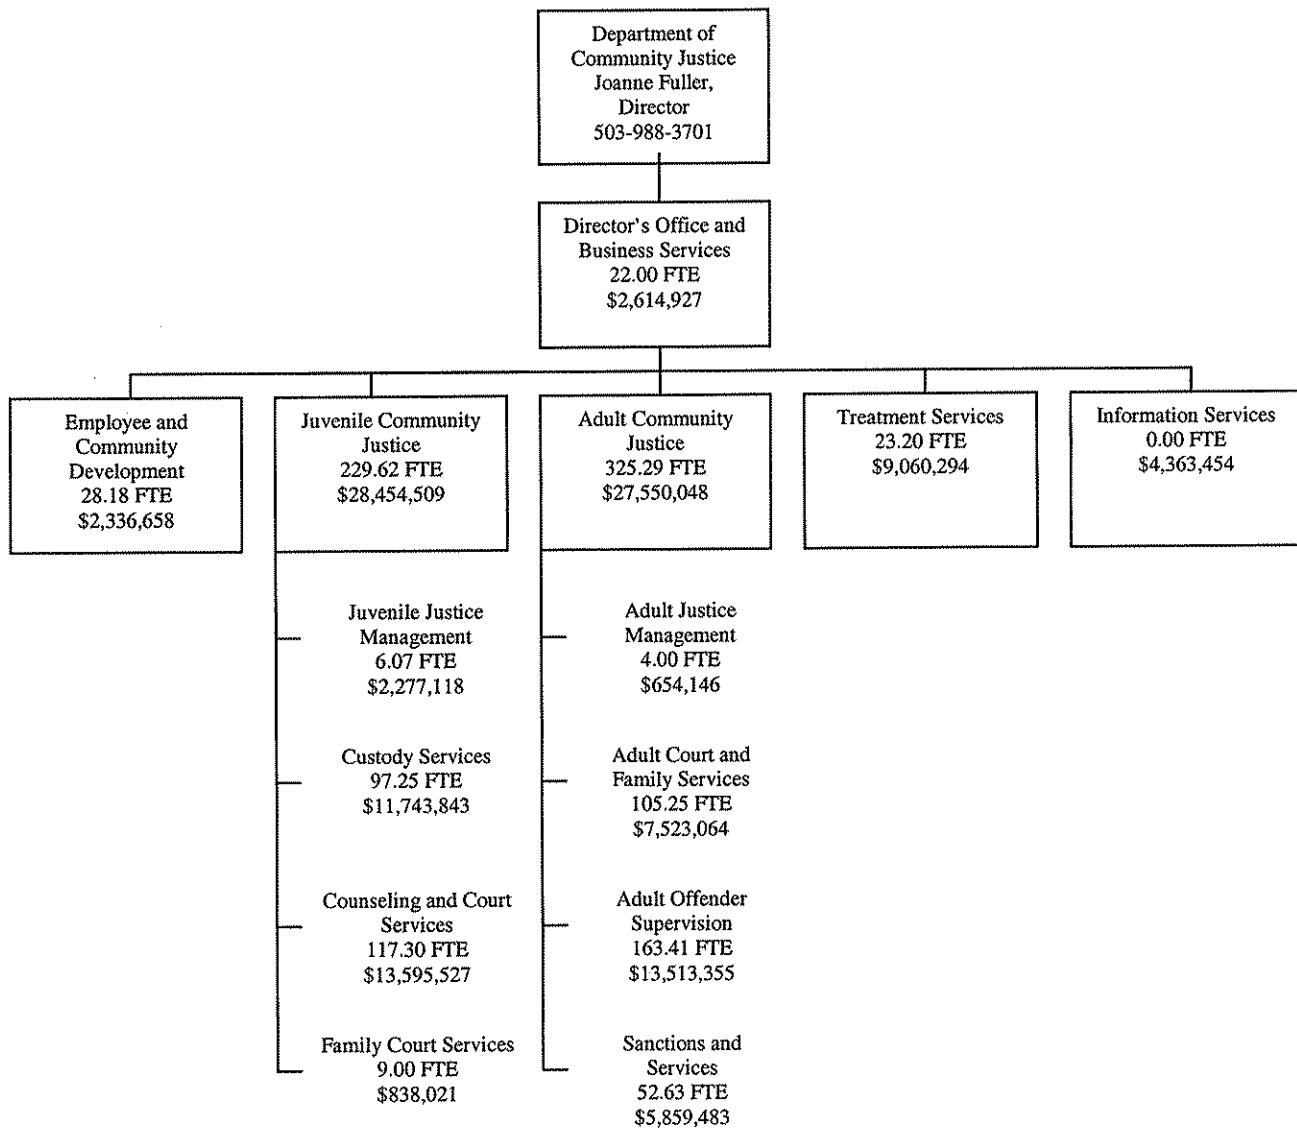 Department of
Community Justice
Joanne Fuller,
Director
503-988-3701
Director's Office and
Business Services
22.00 FTE
$2,614,927
Employee and
Community
Development
28.18 FTE
$2,336,658
Juvenile Community
Justice
229.62 FTE
$28,454,509
Adult Community
Justice
325.29 FTE
$27,550,048
Treatment Services
23.20 FTE
$9,060,294
Information Services
0.00 FTE
$4,363,454
Juvenile Justice
Management
6.07 FTE
$2,277,118
Custody Services
97.25 FTE
$11,743,843
Counseling and Court
Services
117.30 FTE
$13,595,527
Family Court Services
9.00 FTE
$838,021
Adult Justice
Management
4.00 FTE
$654,146
Adult Court and
Family Services
105.25 FTE
$7,523,064
Adult Offender
Supervision
163.41 FTE
$13,513,355
Sanctions and
Services
52.63 FTE
$5,859,483